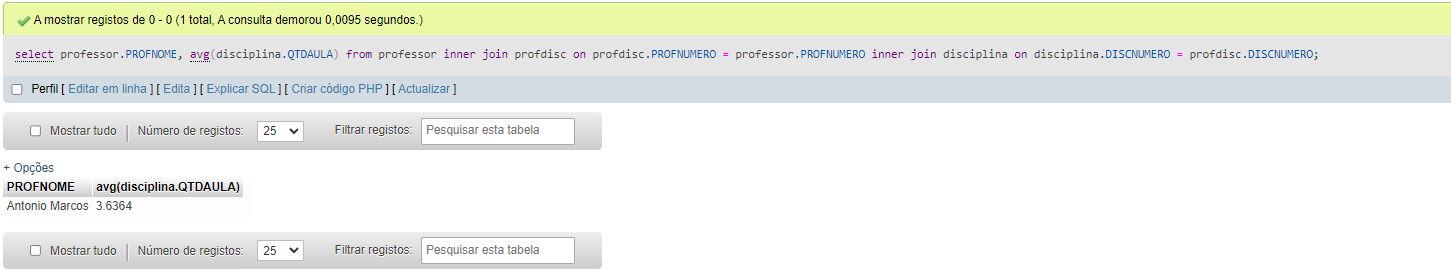 A mostrar registos de 0 - 0 (1 total, A consulta demorou 0,0095 segundos.)
select professor.PROFNOME, avg(disciplina.QTDAULA) from professor inner join profdisc on profdisc.PROFNUMERO = professor.PROFNUMERO inner join disciplina on disciplina.DISCNUMERO = profdisc.DISCNUMERO;
Perfil [ Editar em linha ] [ Edita ] [ Explicar SQL ] [ Criar código PHP ] [ Actualizar ]
Mostrar tudo | Número de registos: 25 Filtrar registos: Pesquisar esta tabela
+ Opções
PROFNOME avg(disciplina.QTDAULA)
Antonio Marcos 3.6364
Mostrar tudo | Número de registos: 25 Filtrar registos: Pesquisar esta tabela